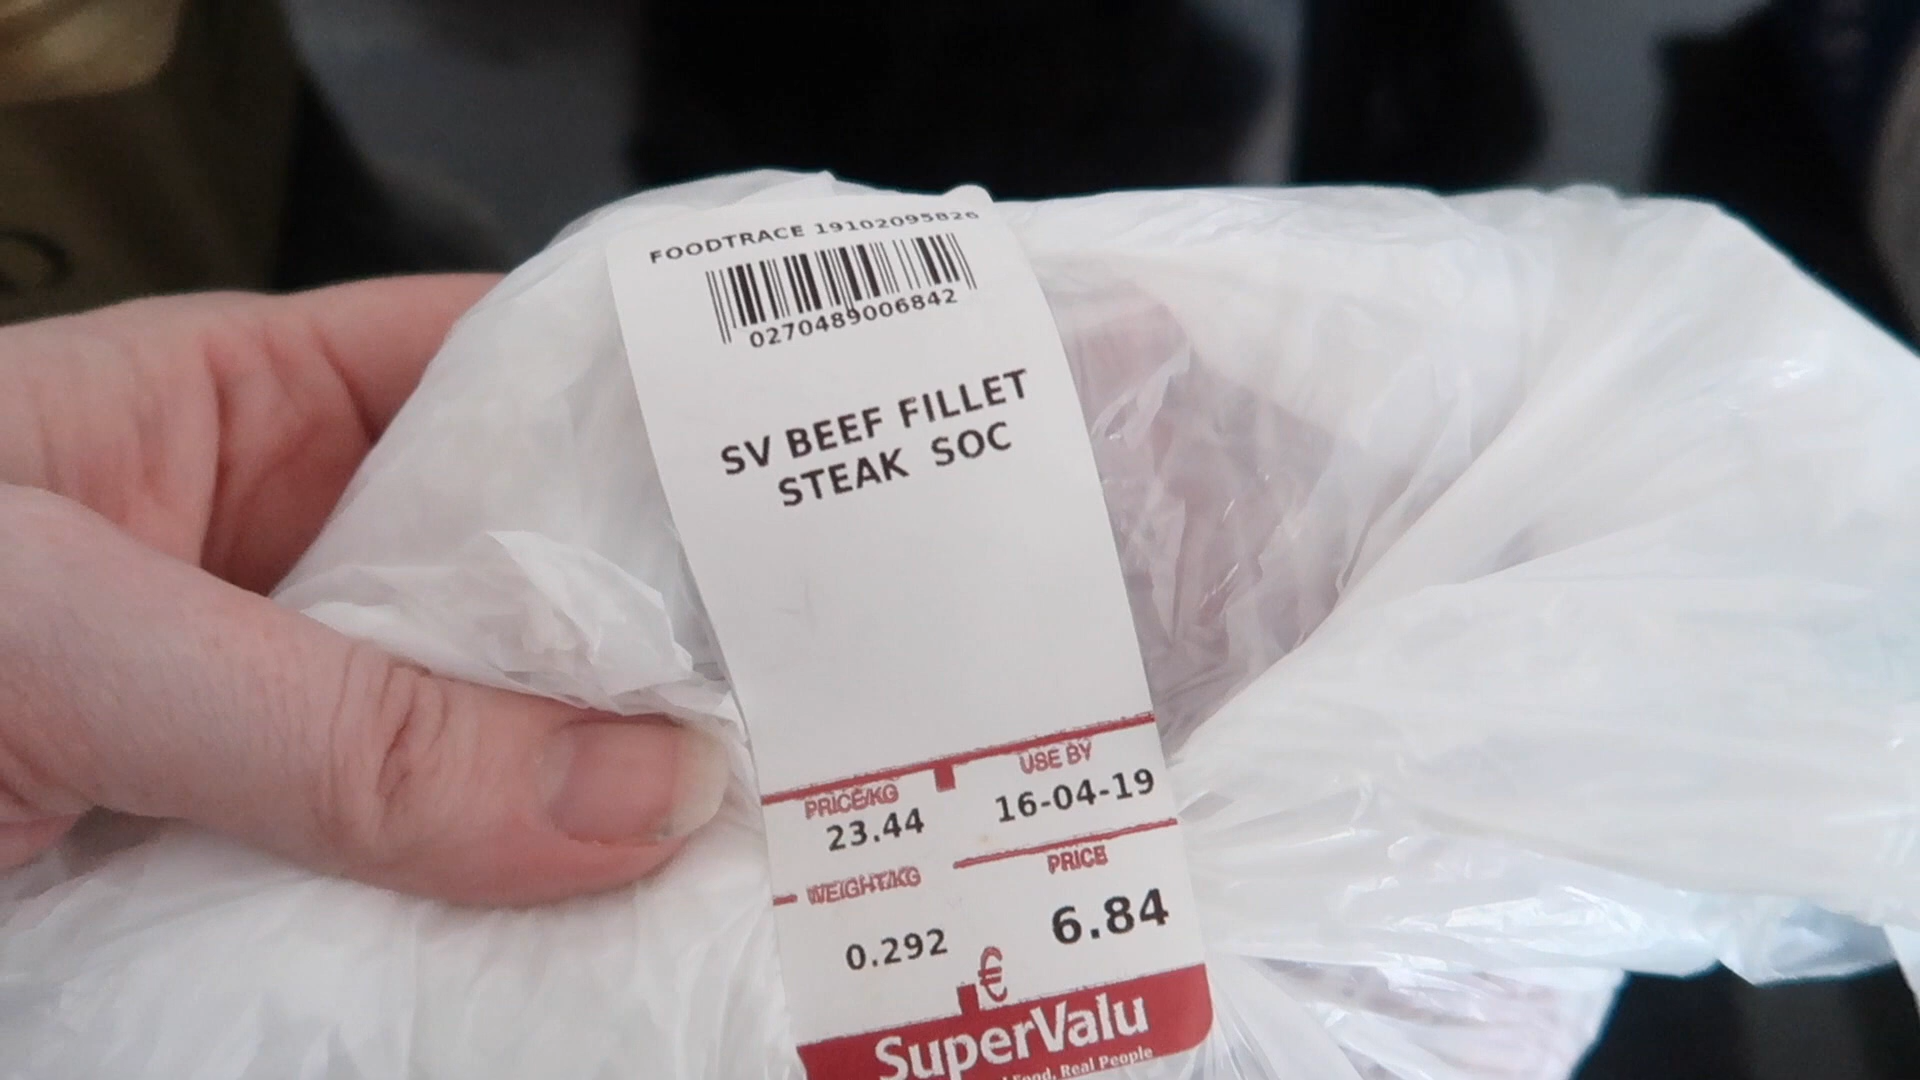 FOODTRACE 19102095826
0270489006842
SV BEEF FILLET
STEAK SOC
PRICE/KG USE BY
23.44 16-04-19
WEIGHT/KG PRICE
0.292 6.84
€
SuperValu
Food, Real People